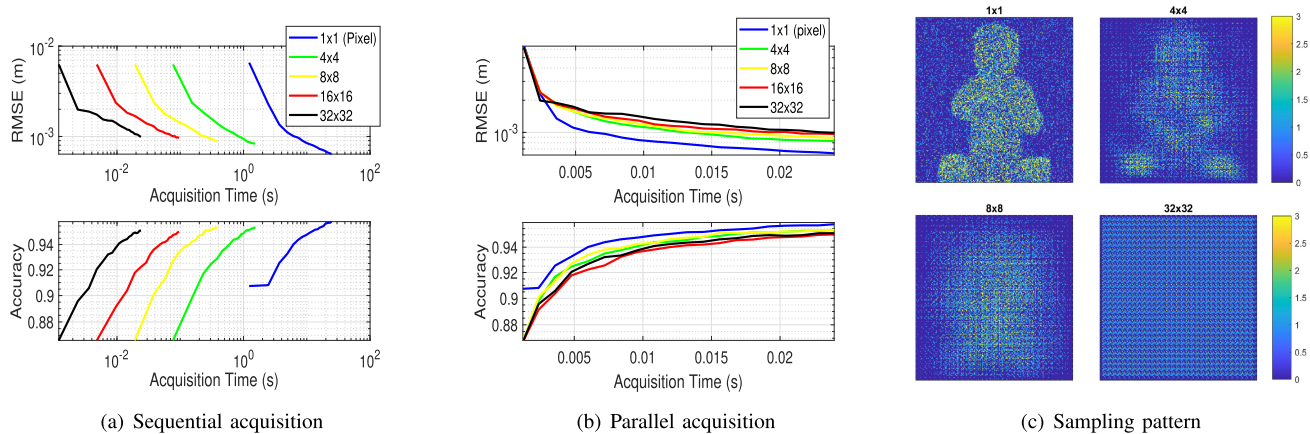 10^-2
RMSE (m)
10^-3
10^-2 10^0 10^2
Acquisition Time (s)
1x1 (Pixel)
4x4
8x8
16x16
32x32
0.94
0.92
0.9
0.88
Accuracy
10^-2 10^0 10^2
Acquisition Time (s)
(a) Sequential acquisition
RMSE (m)
10^-3
0.005 0.01 0.015 0.02
Acquisition Time (s)
1x1 (pixel)
4x4
8x8
16x16
32x32
0.94
0.92
0.9
0.88
Accuracy
0.005 0.01 0.015 0.02
Acquisition Time (s)
(b) Parallel acquisition
1x1
4x4
3
2.5
2
1.5
1
0.5
0
8x8
32x32
3
2.5
2
1.5
1
0.5
0
(c) Sampling pattern